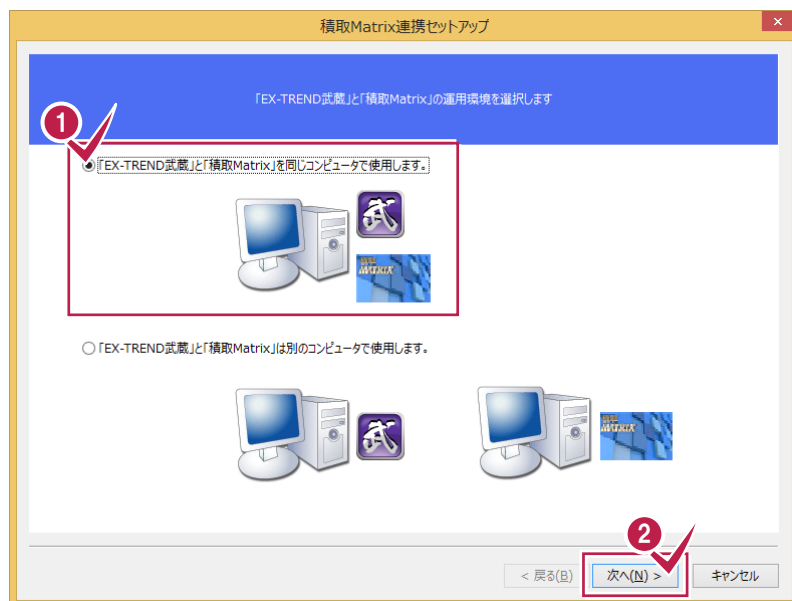 積取Matrix連携セットアップ
×
「EX-TREND武蔵」と「積取Matrix」の運用環境を選択します
1
「EX-TREND武蔵」と「積取Matrix」を同じコンピュータで使用します。
武
MATRIX
「EX-TREND武蔵」と「積取Matrix」は別のコンピュータで使用します。
武
MATRIX
2
< 戻る(B)
次へ(N) >
キャンセル